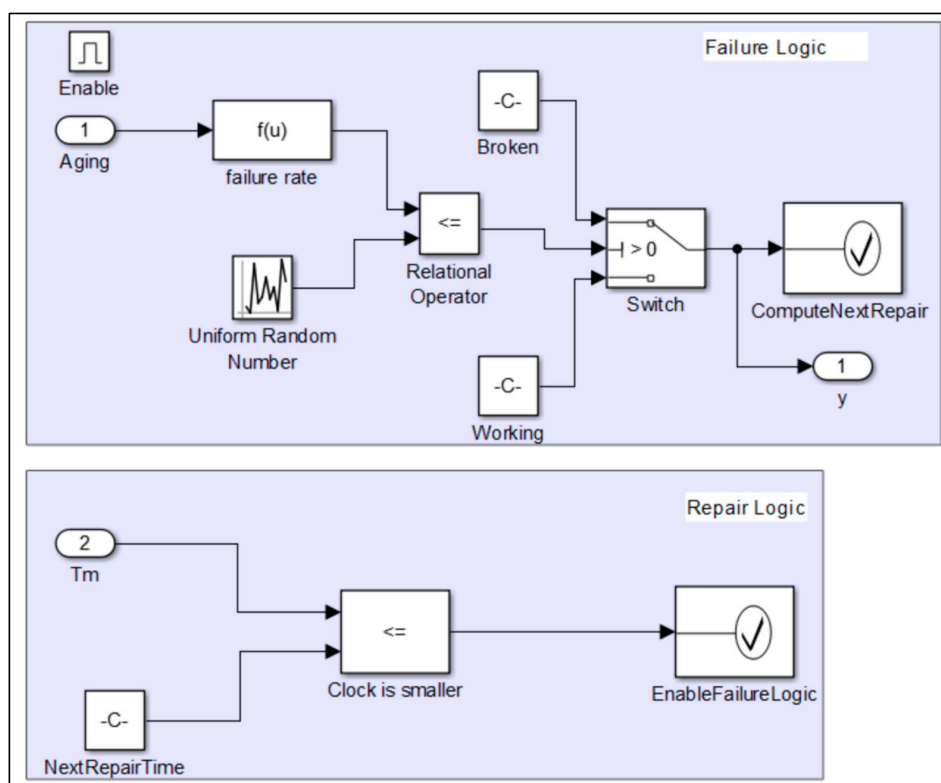 Failure Logic
Enable
1
Aging
f(u)
failure rate
-C-
Broken
<=
Relational
Operator
Uniform Random
Number
> 0
Switch
ComputeNextRepair
-C-
Working
1
y
Repair Logic
2
Tm
<=
Clock is smaller
EnableFailureLogic
-C-
NextRepairTime